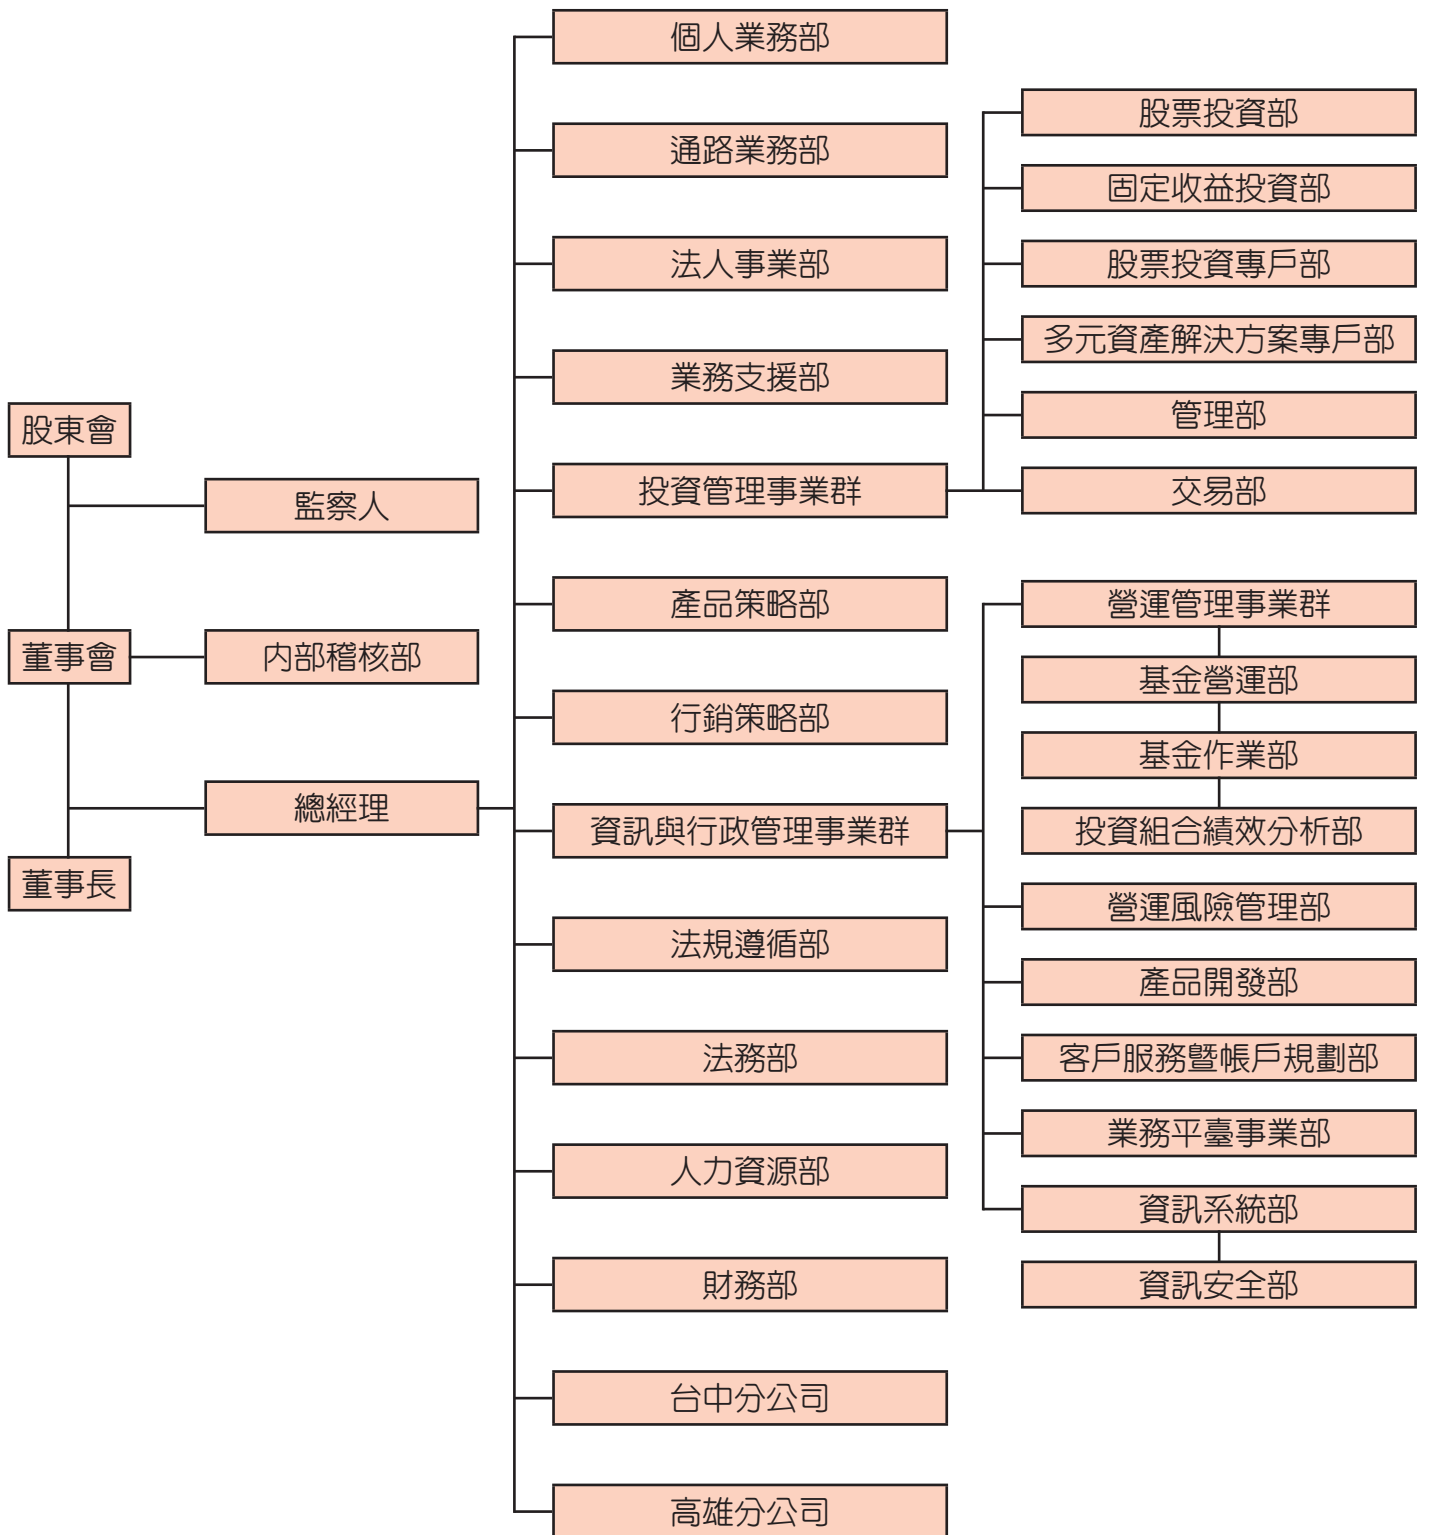 股東會
監察人
董事會
內部稽核部
總經理
董事長
個人業務部
通路業務部
法人事業部
業務支援部
投資管理事業群
股票投資部
固定收益投資部
股票投資專戶部
多元資產解決方案專戶部
管理部
交易部
產品策略部
行銷策略部
資訊與行政管理事業群
營運管理事業群
基金營運部
基金作業部
投資組合績效分析部
營運風險管理部
產品開發部
客戶服務暨帳戶規劃部
業務平臺事業部
資訊系統部
資訊安全部
法規遵循部
法務部
人力資源部
財務部
台中分公司
高雄分公司